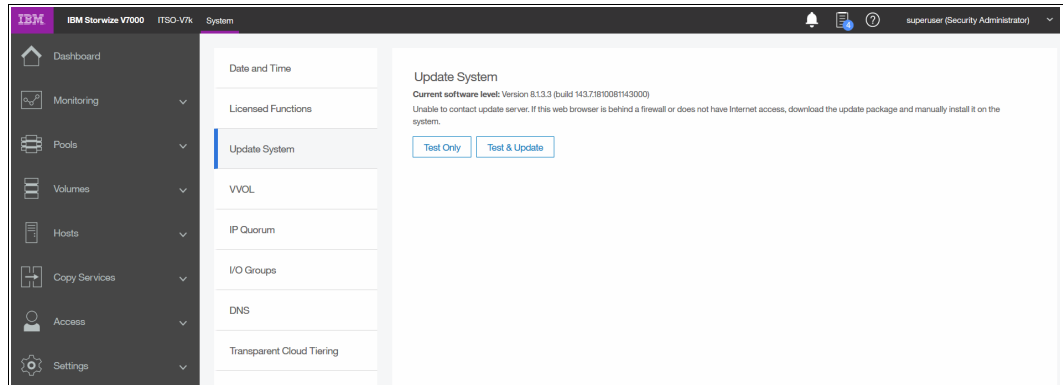 IBM IBM Storwize V7000 ITSO-V7k System 4 ? superuser (Security Administrator)
Dashboard
Monitoring
Pools
Volumes
Hosts
Copy Services
Access
Settings
Date and Time
Licensed Functions
Update System
VVOL
IP Quorum
I/O Groups
DNS
Transparent Cloud Tiering
Update System
Current software level: Version 8.1.3.3 (build 143.7.1810081143000)
Unable to contact update server. If this web browser is behind a firewall or does not have Internet access, download the update package and manually install it on the
system.
Test Only Test & Update